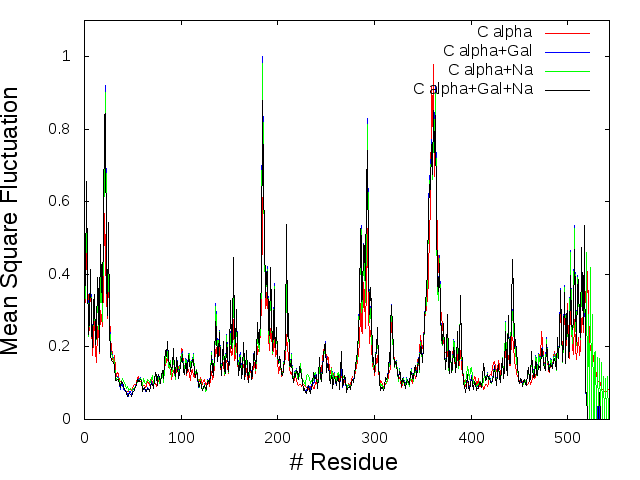 C alpha
C alpha+Gal
C alpha+Na
C alpha+Gal+Na
Mean Square Fluctuation
1
0.8
0.6
0.4
0.2
0
0 100 200 300 400 500
# Residue